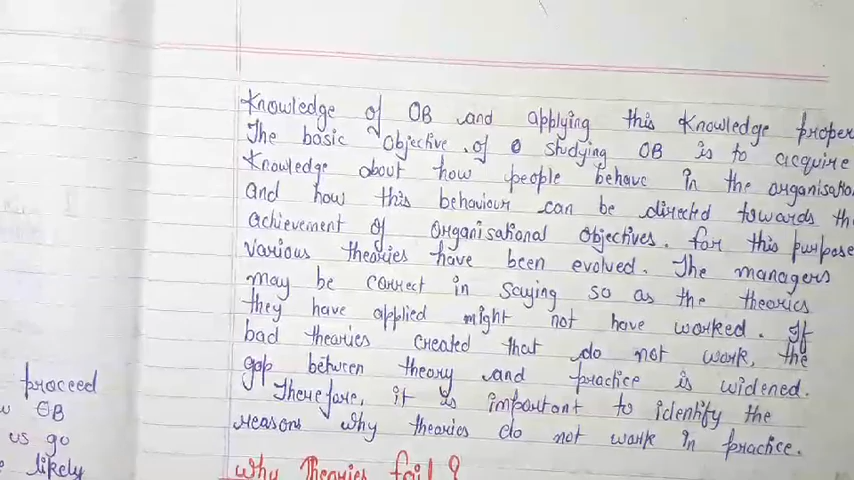 Knowledge of OB and applying this Knowledge proper
The basic objective of studying OB is to acquire
Knowledge about how people behave in the organisation
and how this behaviour can be directed towards th
achievement of organisational objectives. for this purpose
various theories have been evolved. The managers
may be correct in saying so as the theories
they have applied might not have worked. If
bad theories created that do not work, the
gap between theory and practice is widened.
Therefore, it is important to identify the
reasons why theories do not work in practice.
Why Theories fail ?
proceed
w OB
us go
e likely